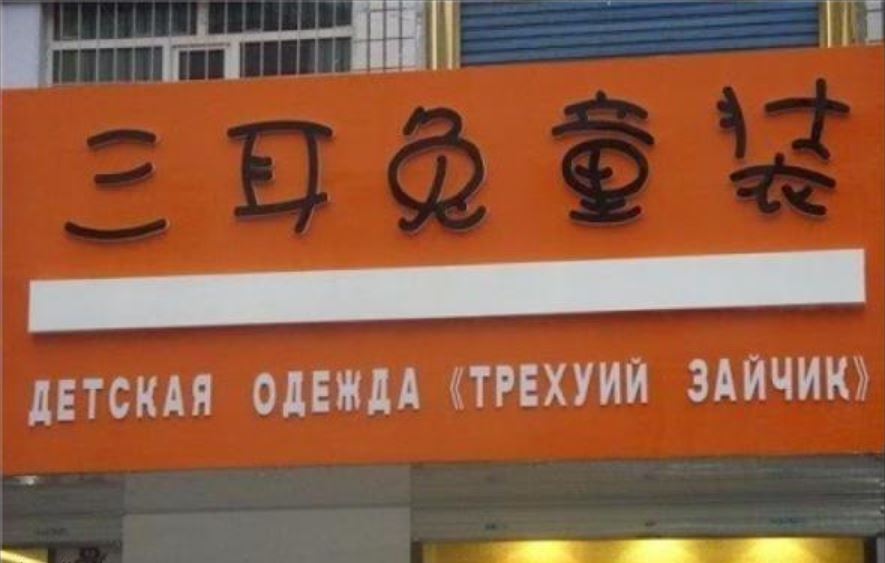 三耳兔童装
ДЕТСКАЯ ОДЕЖДА《ТРЕХУИЙ ЗАЙЧИК》